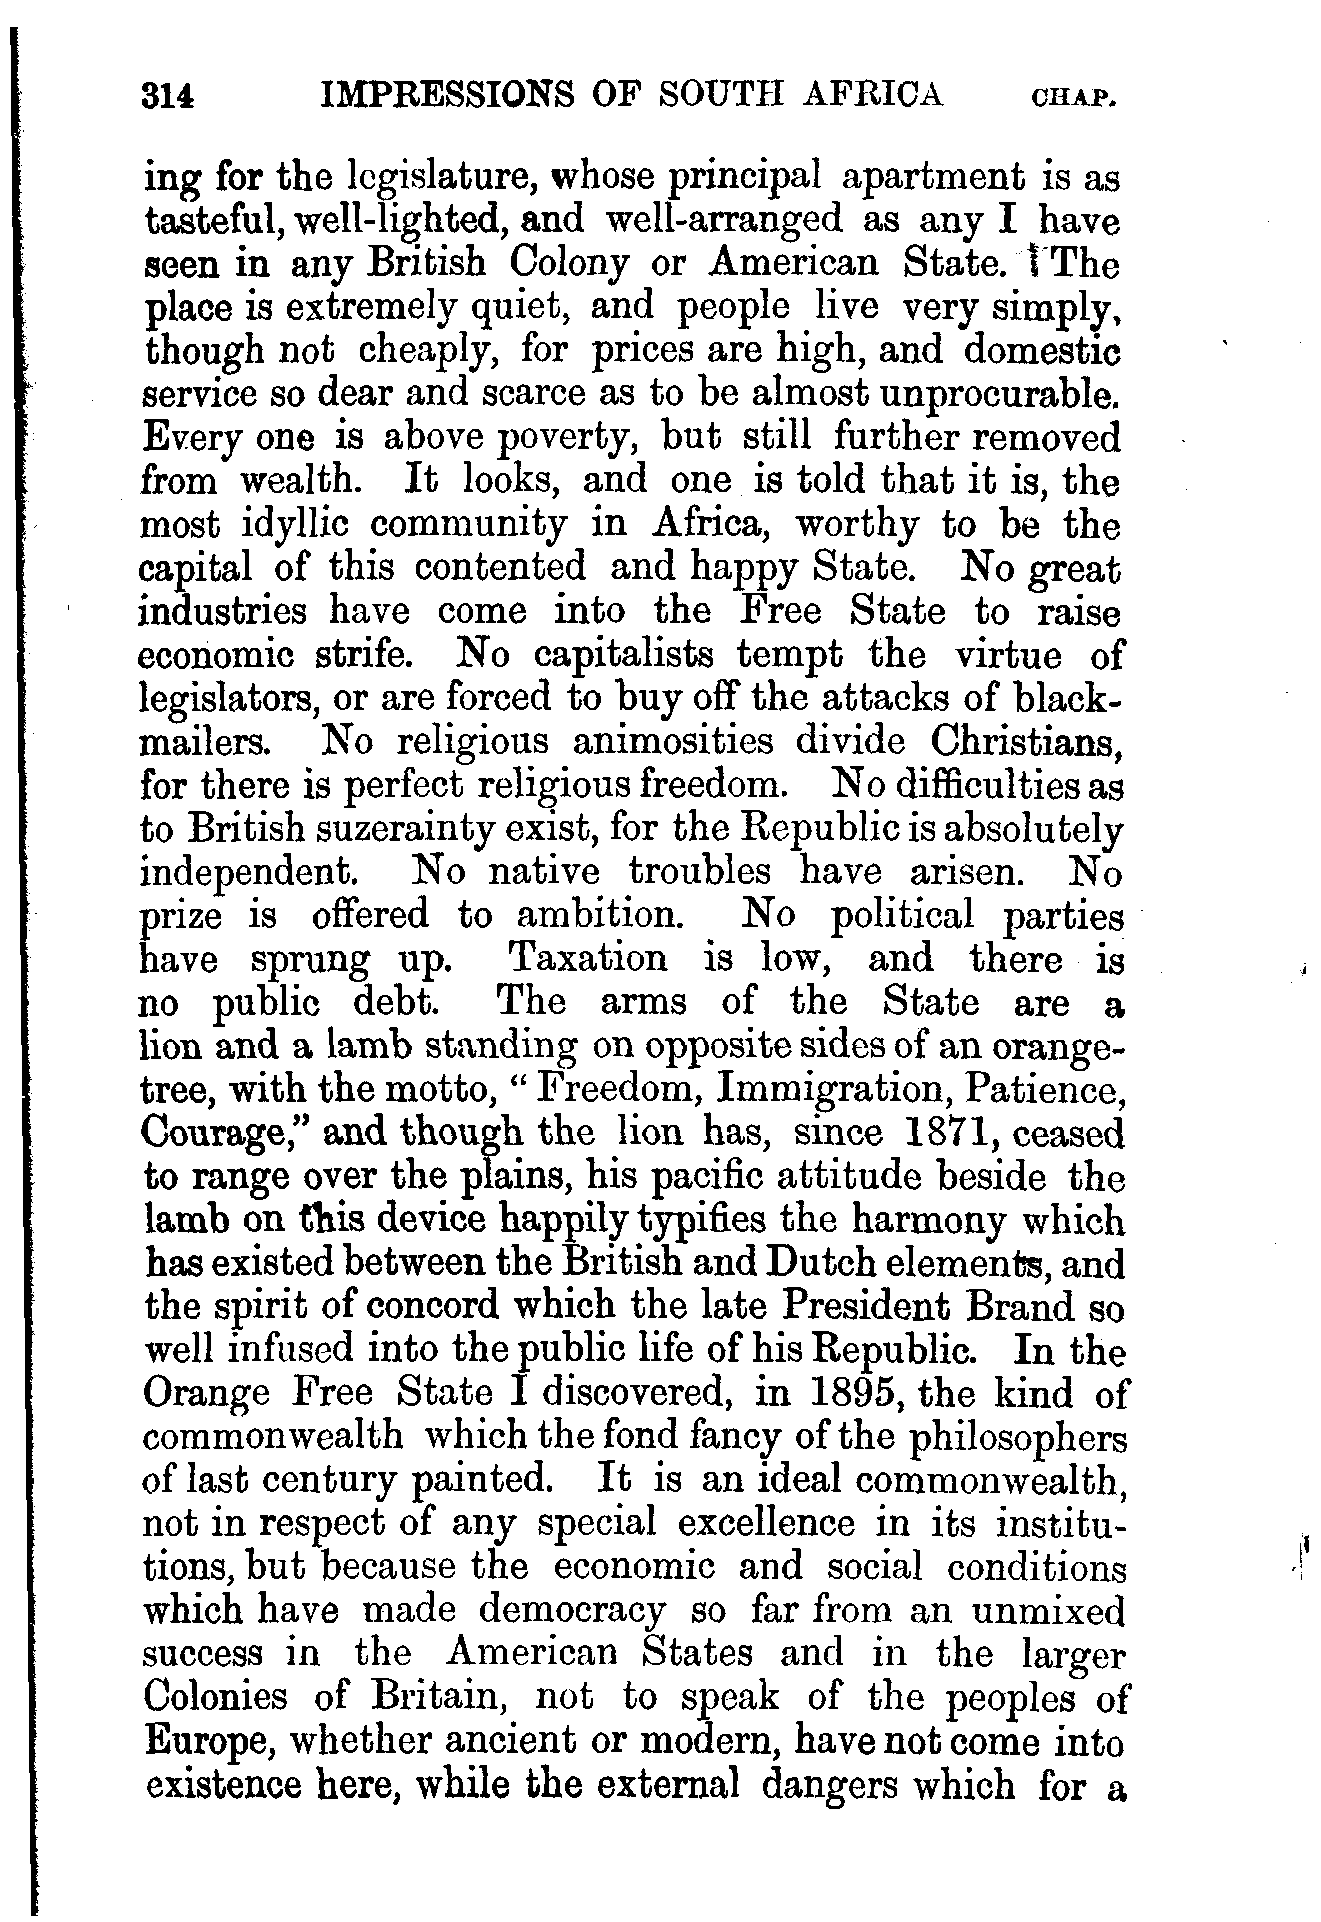 314 IMPRESSIONS OF SOUTH AFRICA CHAP.
ing for the legislature, whose principal apartment is as
tasteful, well-lighted, and well-arranged as any I have
seen in any British Colony or American State. The
place is extremely quiet, and people live very simply,
though not cheaply, for prices are high, and domestic
service so dear and scarce as to be almost unprocurable.
Every one is above poverty, but still further removed
from wealth. It looks, and one is told that it is, the
most idyllic community in Africa, worthy to be the
capital of this contented and happy State. No great
industries have come into the Free State to raise
economic strife. No capitalists tempt the virtue of
legislators, or are forced to buy off the attacks of black-
mailers. No religious animosities divide Christians,
for there is perfect religious freedom. No difficulties as
to British suzerainty exist, for the Republic is absolutely
independent. No native troubles have arisen. No
prize is offered to ambition. No political parties
have sprung up. Taxation is low, and there is
no public debt. The arms of the State are a
lion and a lamb standing on opposite sides of an orange-
tree, with the motto, “ Freedom, Immigration, Patience,
Courage,” and though the lion has, since 1871, ceased
to range over the plains, his pacific attitude beside the
lamb on this device happily typifies the harmony which
has existed between the British and Dutch elements, and
the spirit of concord which the late President Brand so
well infused into the public life of his Republic. In the
Orange Free State I discovered, in 1895, the kind of
commonwealth which the fond fancy of the philosophers
of last century painted. It is an ideal commonwealth,
not in respect of any special excellence in its institu-
tions, but because the economic and social conditions
which have made democracy so far from an unmixed
success in the American States and in the larger
Colonies of Britain, not to speak of the peoples of
Europe, whether ancient or modern, have not come into
existence here, while the external dangers which for a